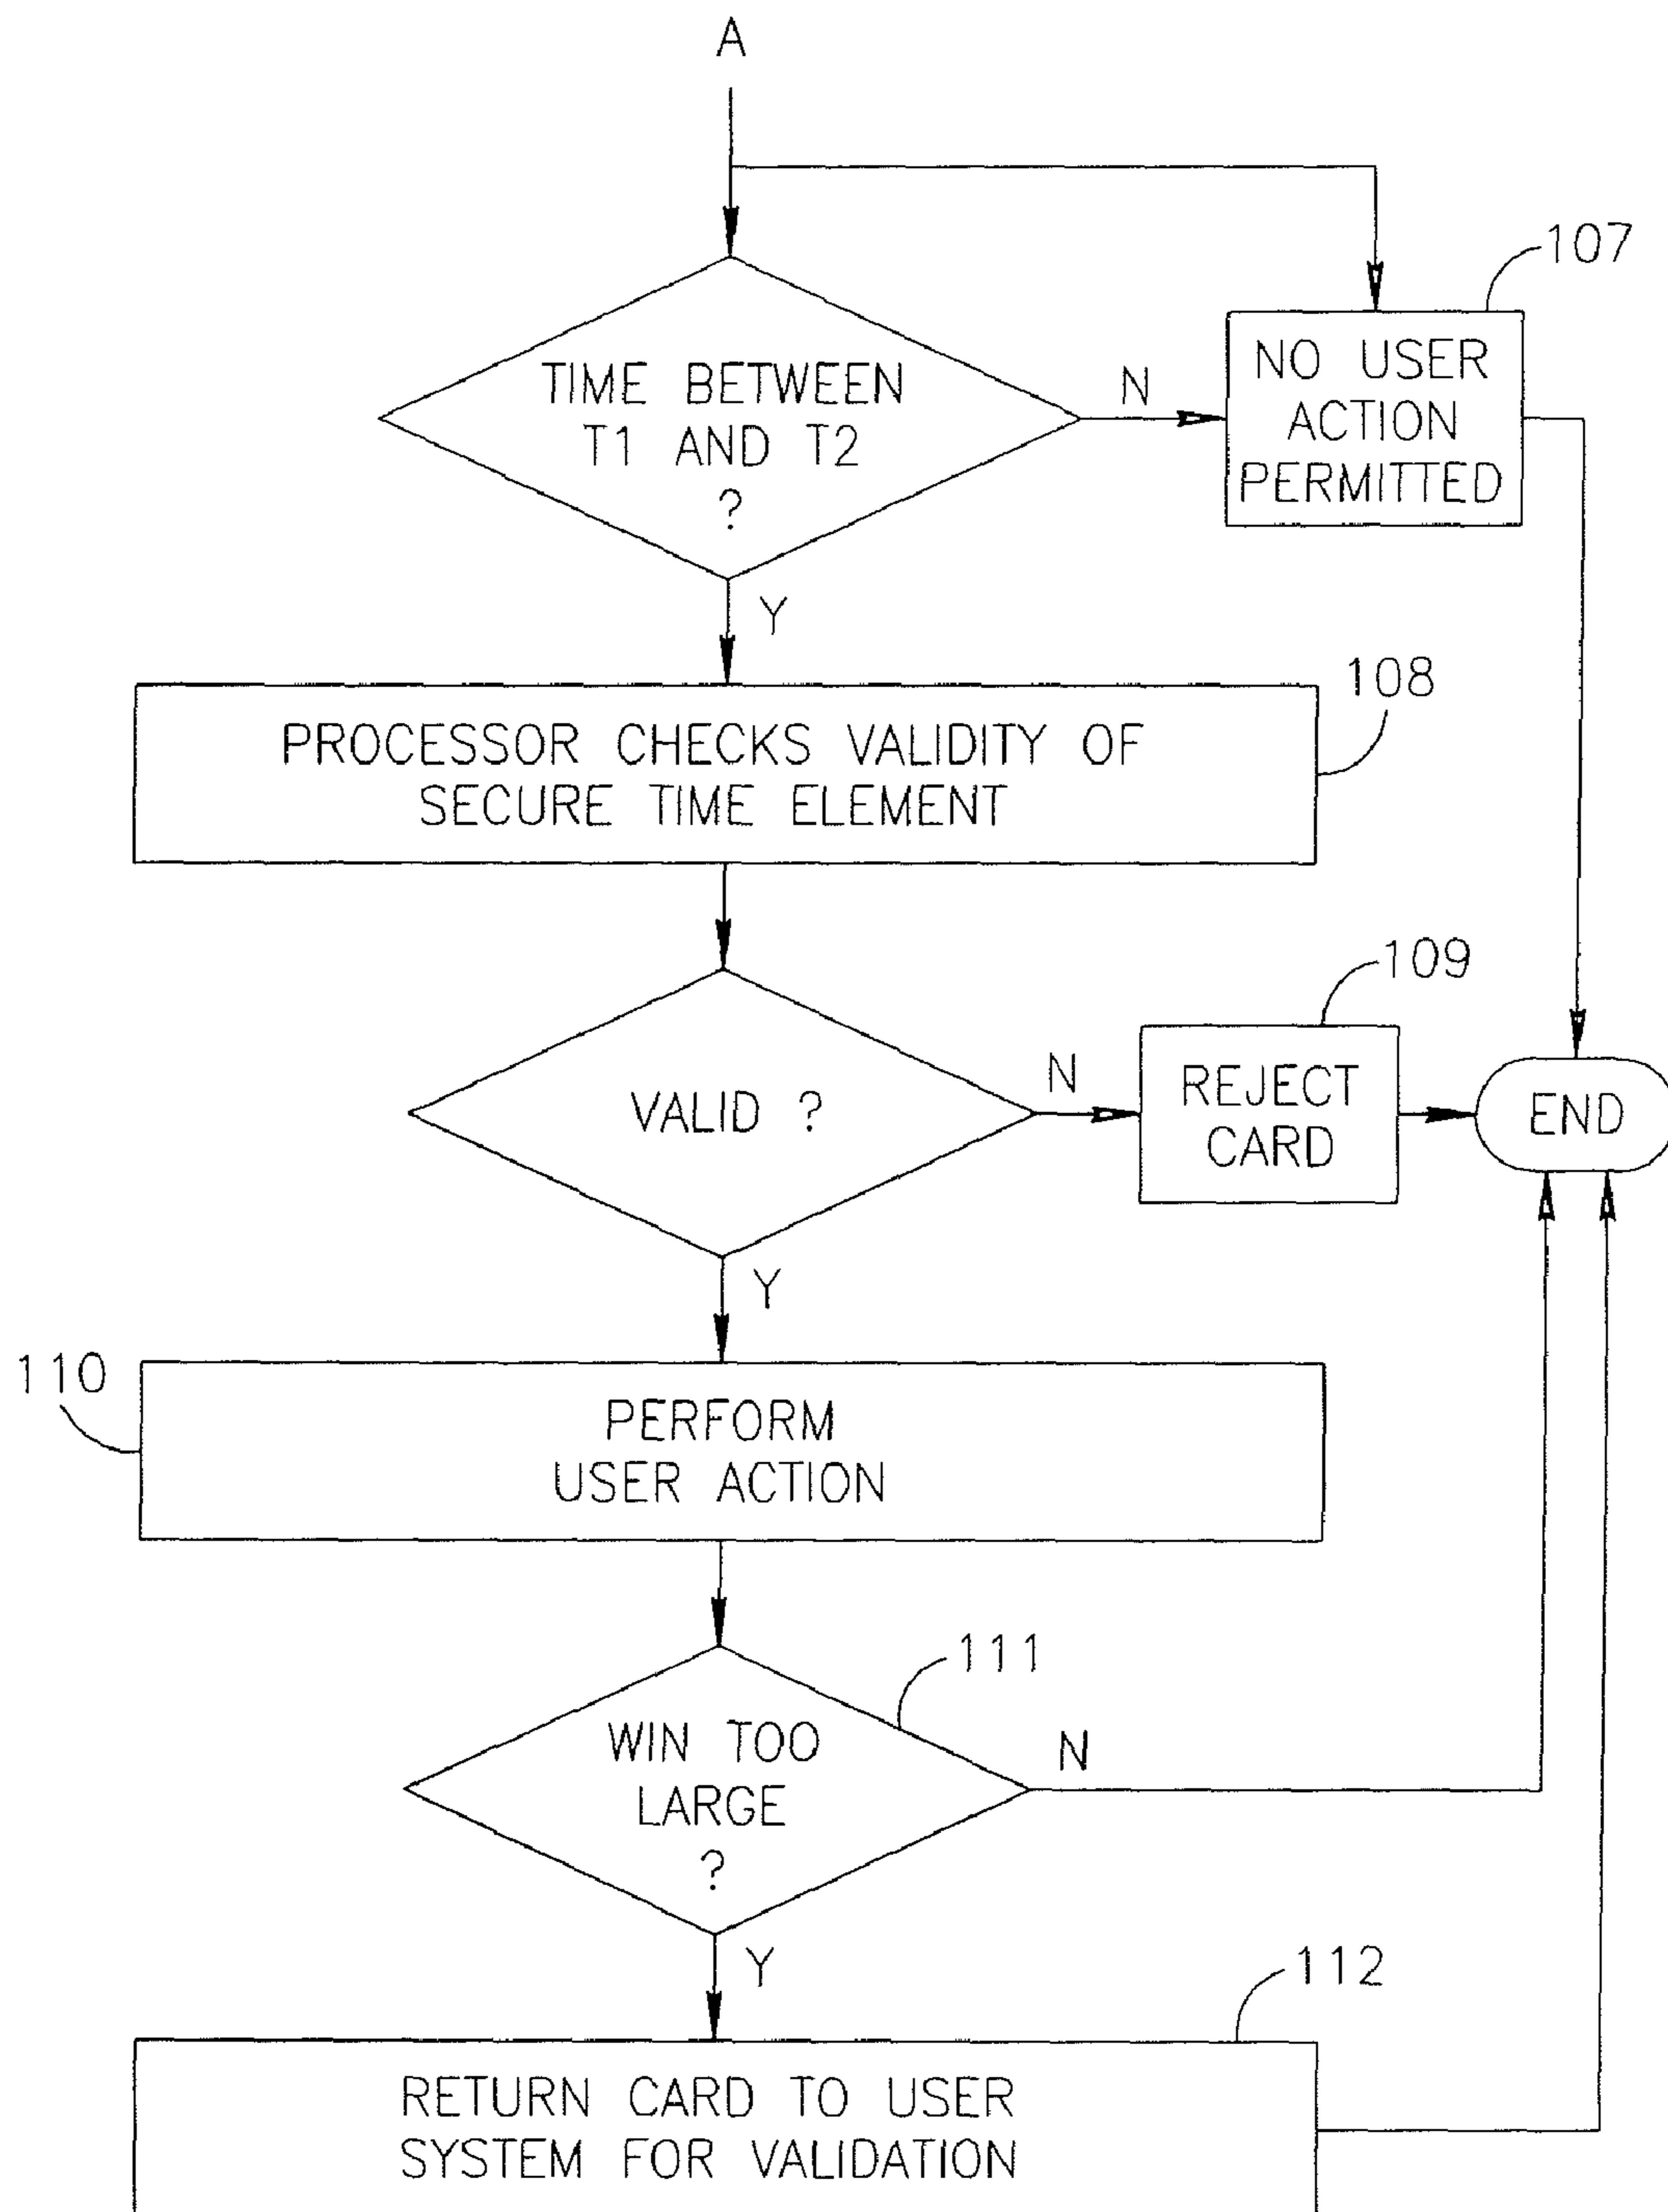 A
107
TIME BETWEEN
T1 AND T2
?
N
NO USER
ACTION
PERMITTED
Y
108
PROCESSOR CHECKS VALIDITY OF
SECURE TIME ELEMENT
109
VALID ?
N
REJECT
CARD
END
Y
110
PERFORM
USER ACTION
111
WIN TOO
LARGE
?
N
Y
112
RETURN CARD TO USER
SYSTEM FOR VALIDATION